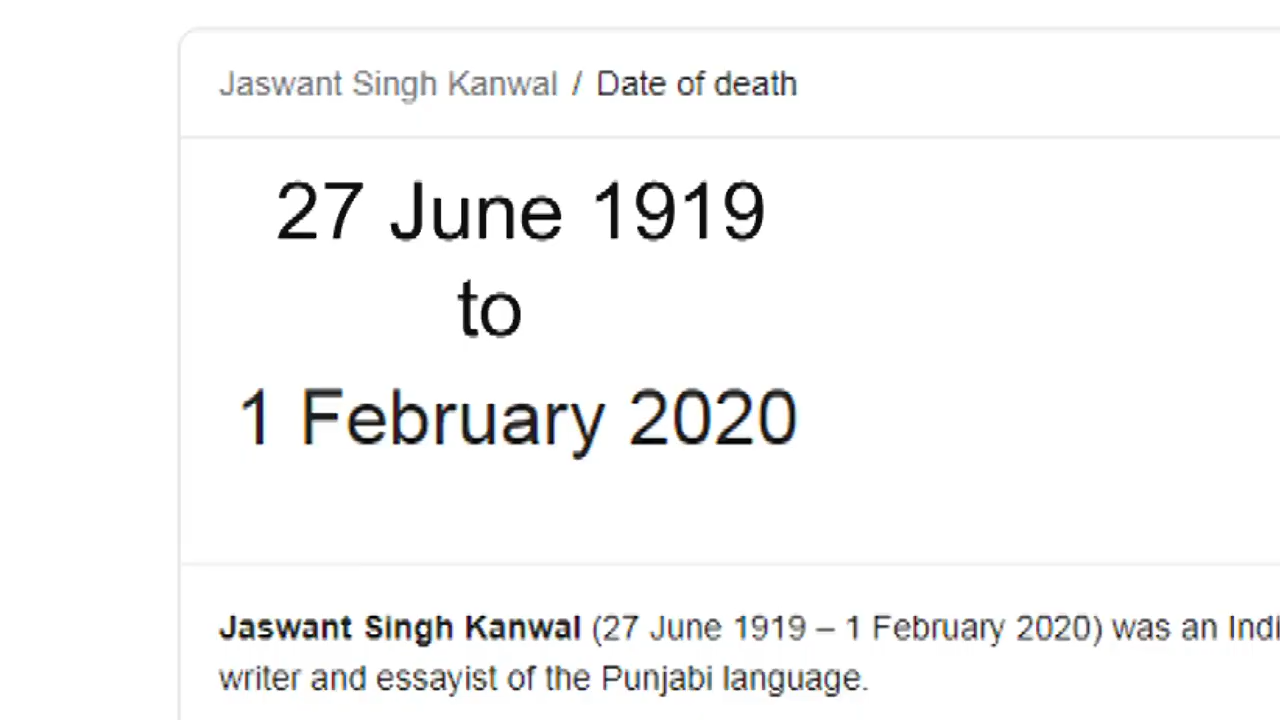 Jaswant Singh Kanwal / Date of death
27 June 1919
to
1 February 2020
Jaswant Singh Kanwal (27 June 1919 – 1 February 2020) was an Indi
writer and essayist of the Punjabi language.